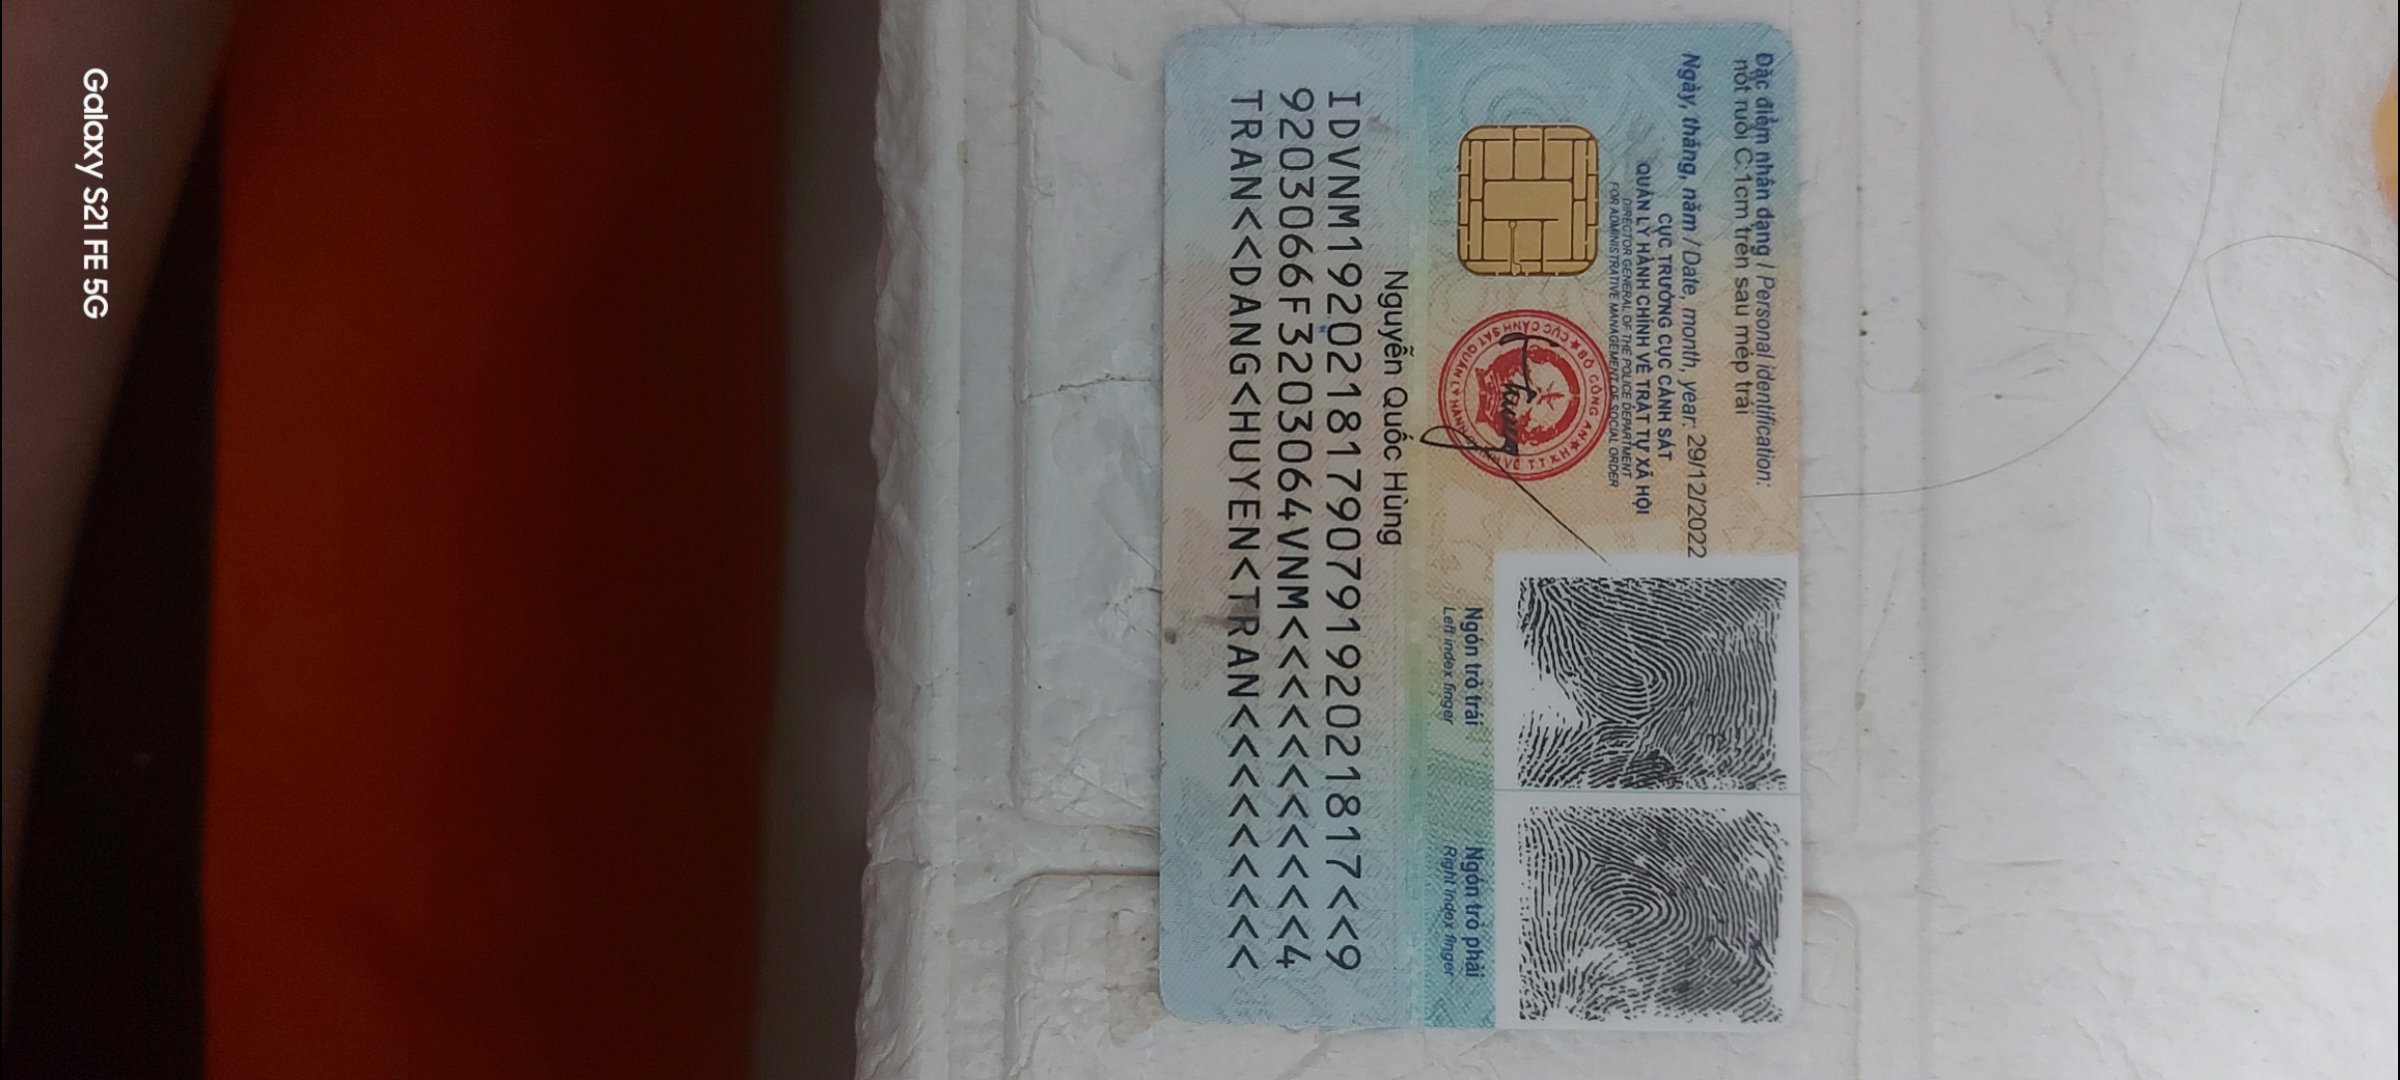 Đặc điểm nhân dạng / Personal identification:
nốt ruồi C.1cm trên sau mép trái
Ngày, tháng, năm / Date, month, year: 29/12/2022
CỤC TRƯỞNG CỤC CẢNH SÁT
QUẢN LÝ HÀNH CHÍNH VỀ TRẬT TỰ XÃ HỘI
DIRECTOR GENERAL OF THE POLICE DEPARTMENT
FOR ADMINISTRATIVE MANAGEMENT OF SOCIAL ORDER
BỘ CÔNG AN
Ngón trỏ trái
Left index finger
Ngón trỏ phải
Right index finger
Nguyễn Quốc Hùng
IDVNM1920218179079192021817<<9
9203066F3203064VNM<<<<<<<<<<<4
TRAN<<DANG<HUYEN<TRAN<<<<<<<<<
Galaxy S21 FE 5G